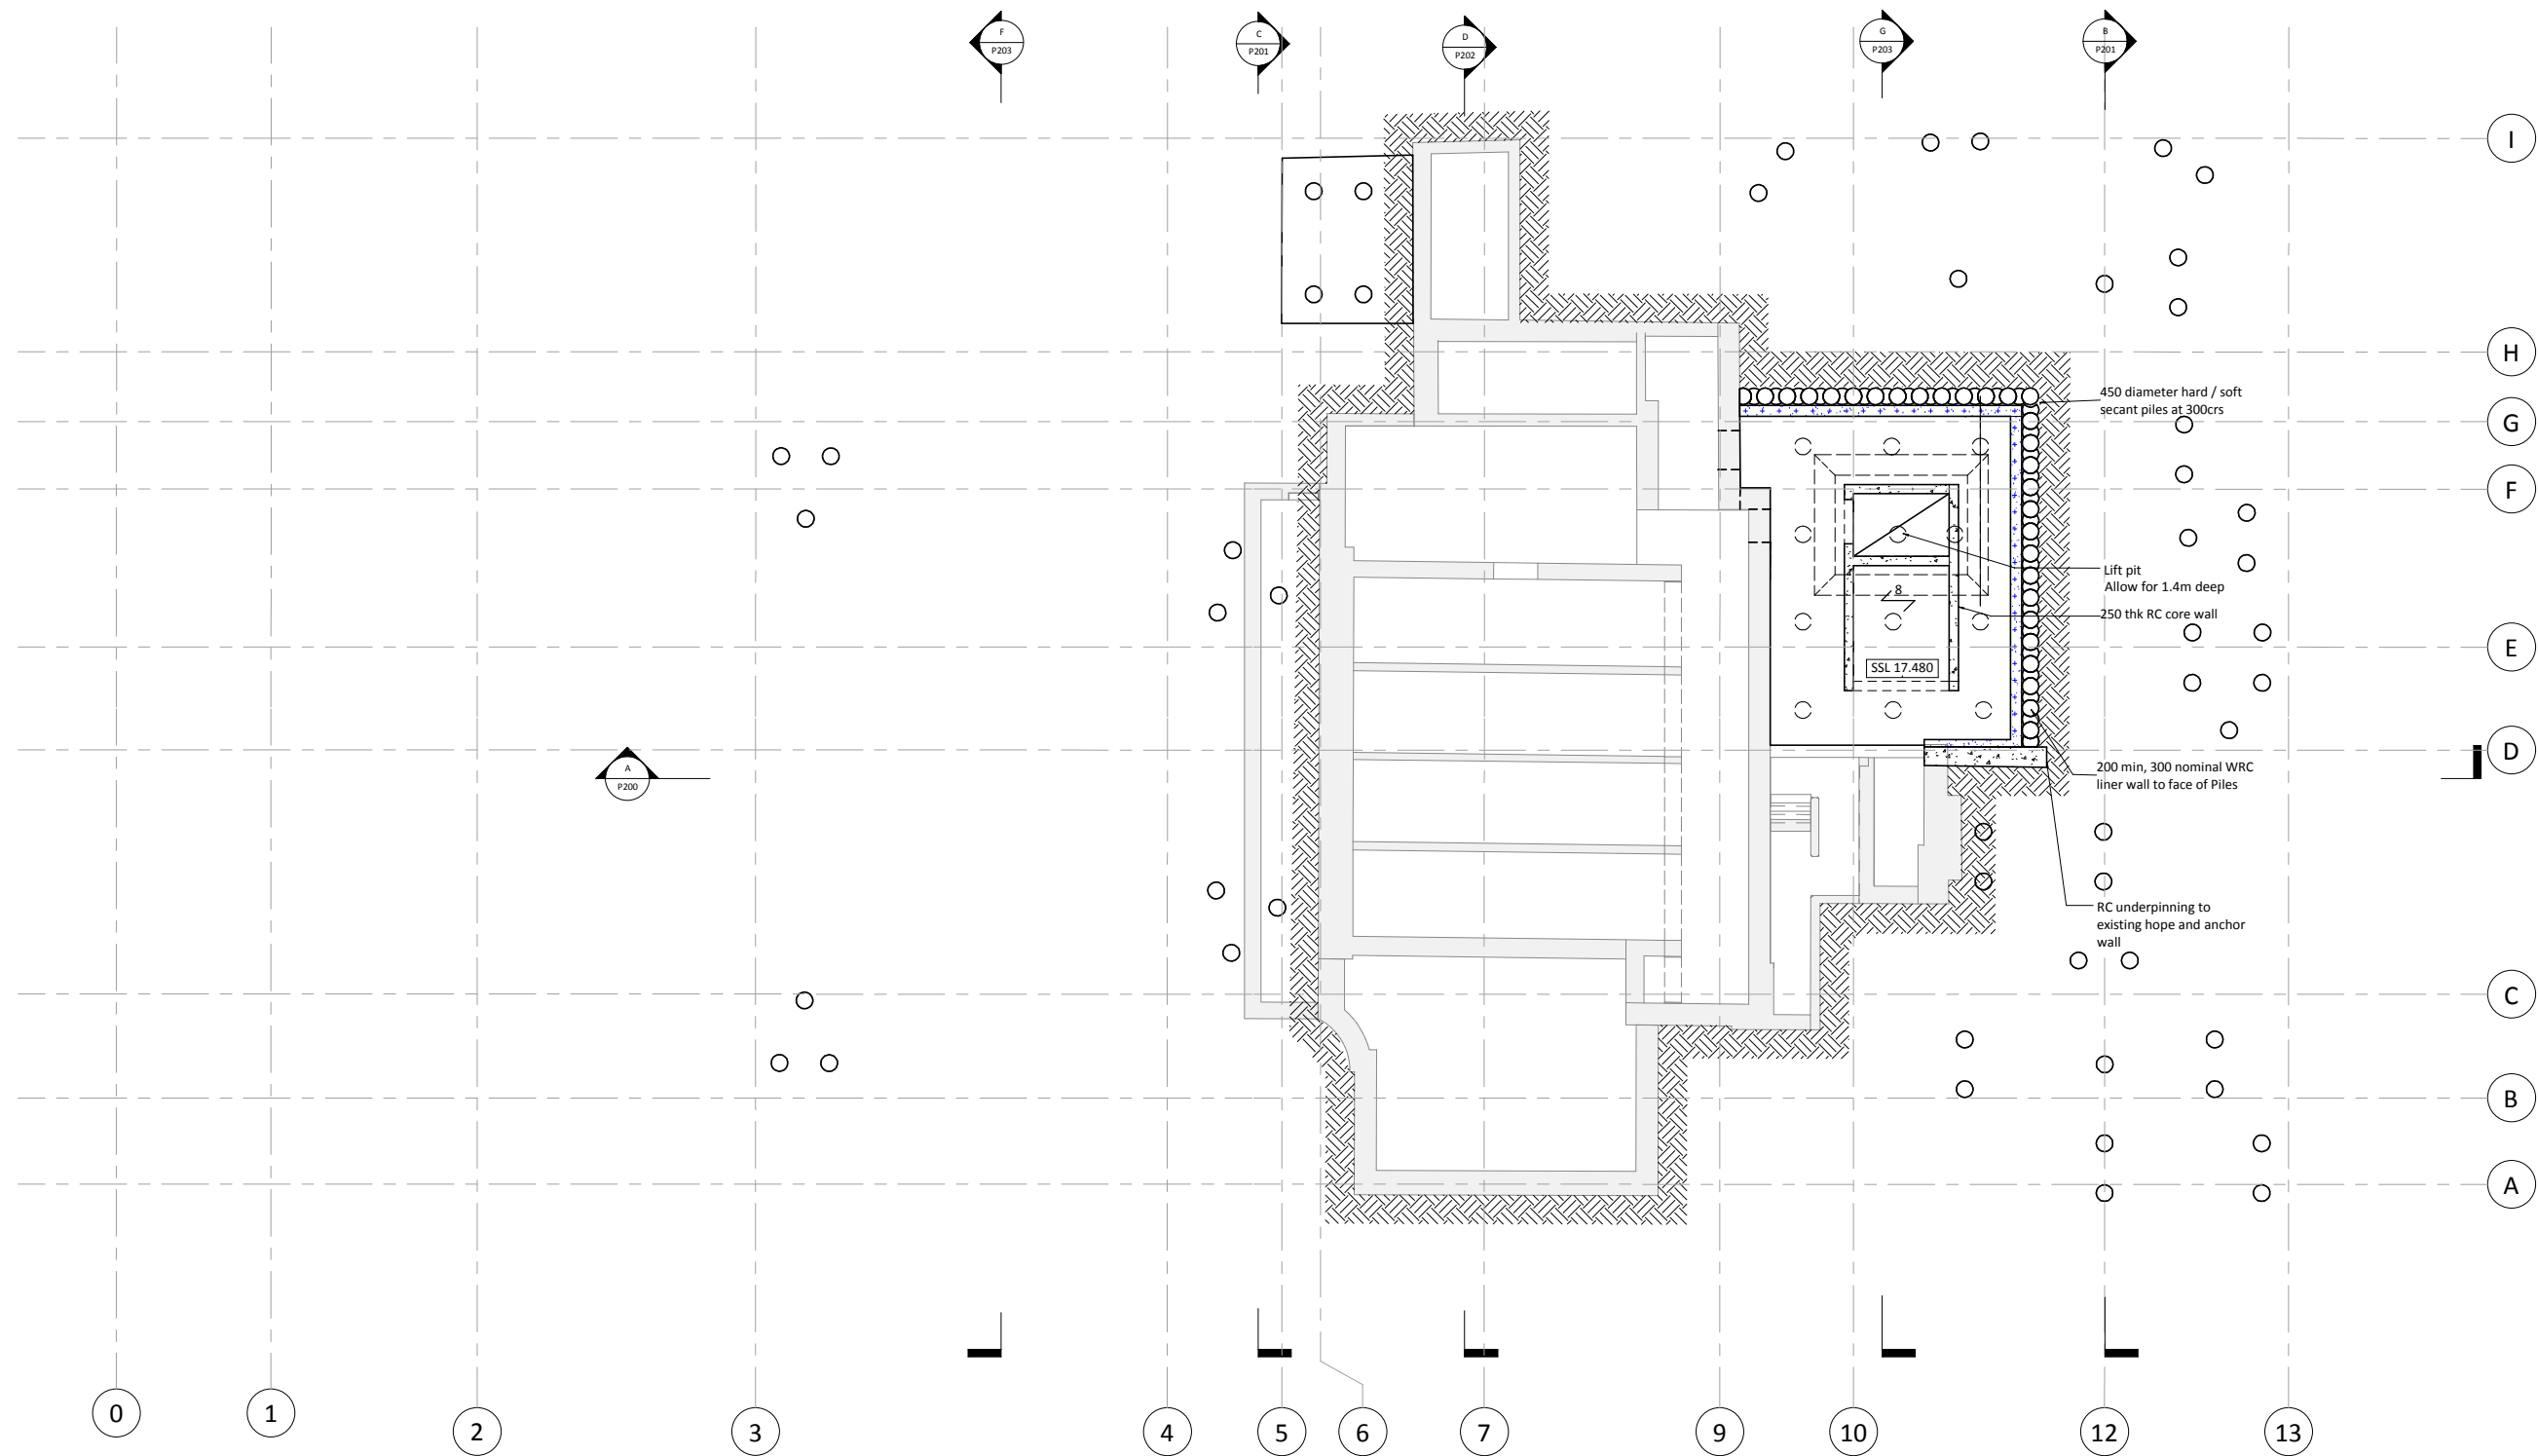 F
P203
C
P201
D
P202
G
P203
B
P201
I
H
450 diameter hard / soft
secant piles at 300crs
G
F
Lift pit
Allow for 1.4m deep
8
250 thk RC core wall
E
SSL 17.480
D
A
P200
200 min, 300 nominal WRC
liner wall to face of Piles
RC underpinning to
existing hope and anchor
wall
C
B
A
0
1
2
3
4
5
6
7
9
10
12
13